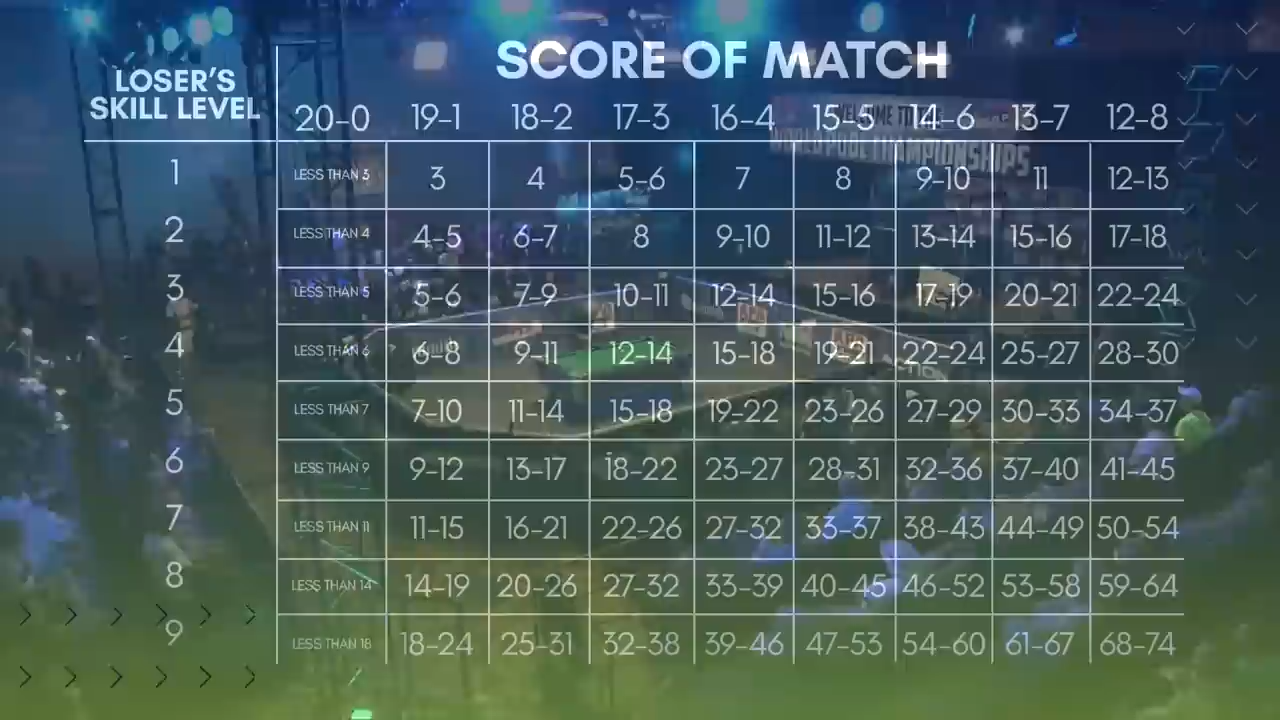 SCORE OF MATCH
LOSER'S
SKILL LEVEL
20-0 19-1 18-2 17-3 16-4 15-5 14-6 13-7 12-8
WELCOME TO THE
WORLD POOL CHAMPIONSHIPS
1 LESS THAN 3 3 4 5-6 7 8 9-10 11 12-13
2 LESS THAN 4 4-5 6-7 8 9-10 11-12 13-14 15-16 17-18
3 LESS THAN 5 5-6 7-9 10-11 12-14 15-16 17-19 20-21 22-24
4 LESS THAN 6 6-8 9-11 12-14 15-18 19-21 22-24 25-27 28-30
5 LESS THAN 7 7-10 11-14 15-18 19-22 23-26 27-29 30-33 34-37
6 LESS THAN 9 9-12 13-17 18-22 23-27 28-31 32-36 37-40 41-45
7 LESS THAN 11 11-15 16-21 22-26 27-32 33-37 38-43 44-49 50-54
8 LESS THAN 14 14-19 20-26 27-32 33-39 40-45 46-52 53-58 59-64
9 LESS THAN 18 18-24 25-31 32-38 39-46 47-53 54-60 61-67 68-74